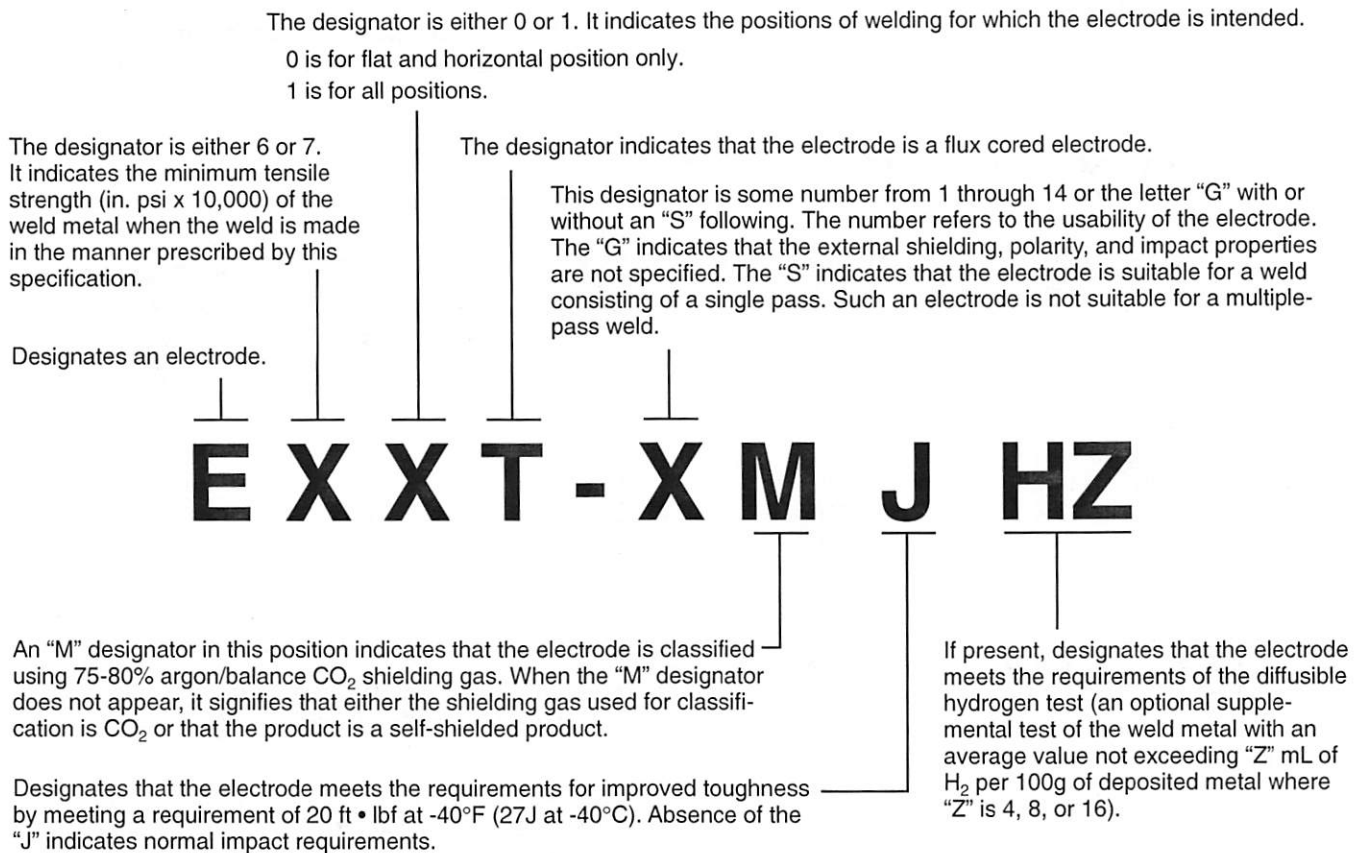 The designator is either 0 or 1. It indicates the positions of welding for which the electrode is intended.
0 is for flat and horizontal position only.
1 is for all positions.
The designator is either 6 or 7.
It indicates the minimum tensile
strength (in. psi x 10,000) of the
weld metal when the weld is made
in the manner prescribed by this
specification.
The designator indicates that the electrode is a flux cored electrode.
This designator is some number from 1 through 14 or the letter “G” with or
without an “S” following. The number refers to the usability of the electrode.
The “G” indicates that the external shielding, polarity, and impact properties
are not specified. The “S” indicates that the electrode is suitable for a weld
consisting of a single pass. Such an electrode is not suitable for a multiple-
pass weld.
Designates an electrode.
E X X T - X M J HZ
An “M” designator in this position indicates that the electrode is classified
using 75-80% argon/balance CO₂ shielding gas. When the “M” designator
does not appear, it signifies that either the shielding gas used for classifi-
cation is CO₂ or that the product is a self-shielded product.
Designates that the electrode meets the requirements for improved toughness
by meeting a requirement of 20 ft • lbf at -40°F (27J at -40°C). Absence of the
“J” indicates normal impact requirements.
If present, designates that the electrode
meets the requirements of the diffusible
hydrogen test (an optional supple-
mental test of the weld metal with an
average value not exceeding “Z” mL of
H₂ per 100g of deposited metal where
“Z” is 4, 8, or 16).